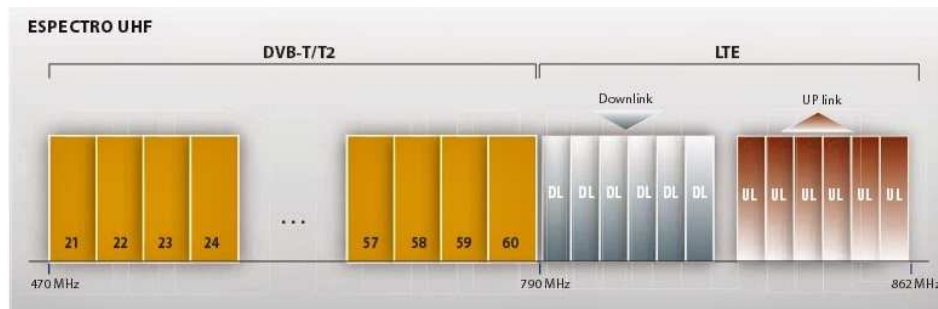 ESPECTRO UHF
DVB-T/T2 LTE
Downlink UP link
DL DL DL DL DL DL UL UL UL UL UL UL
21 22 23 24 ... 57 58 59 60
470 MHz 790 MHz 862 MHz